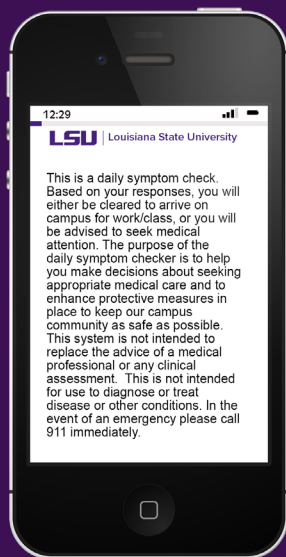 12:29
LSU Louisiana State University
This is a daily symptom check.
Based on your responses, you will
either be cleared to arrive on
campus for work/class, or you will
be advised to seek medical
attention. The purpose of the
daily symptom checker is to help
you make decisions about seeking
appropriate medical care and to
enhance protective measures in
place to keep our campus
community as safe as possible.
This system is not intended to
replace the advice of a medical
professional or any clinical
assessment.  This is not intended
for use to diagnose or treat
disease or other conditions. In the
event of an emergency please call
911 immediately.